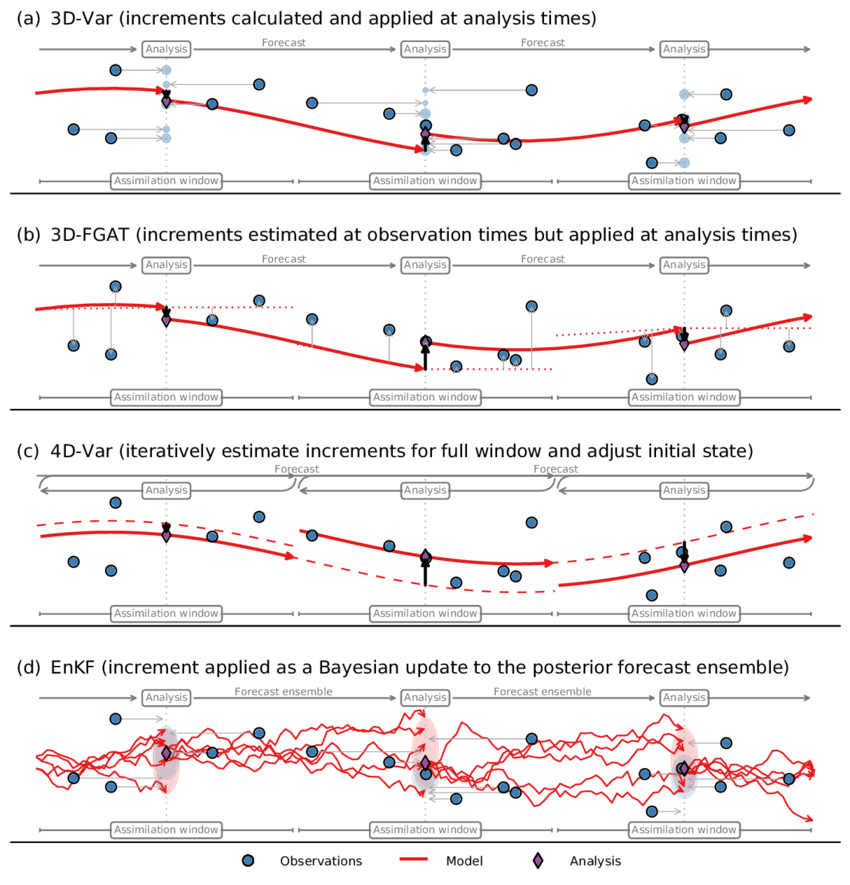 (a) 3D-Var (increments calculated and applied at analysis times)
Analysis Forecast Analysis Forecast Analysis
Assimilation window Assimilation window Assimilation window
(b) 3D-FGAT (increments estimated at observation times but applied at analysis times)
Analysis Forecast Analysis Forecast Analysis
Assimilation window Assimilation window Assimilation window
(c) 4D-Var (iteratively estimate increments for full window and adjust initial state)
Forecast Forecast
Analysis Analysis Analysis
Assimilation window Assimilation window Assimilation window
(d) EnKF (increment applied as a Bayesian update to the posterior forecast ensemble)
Analysis Forecast ensemble Analysis Forecast ensemble Analysis
Assimilation window Assimilation window Assimilation window
Observations Model Analysis